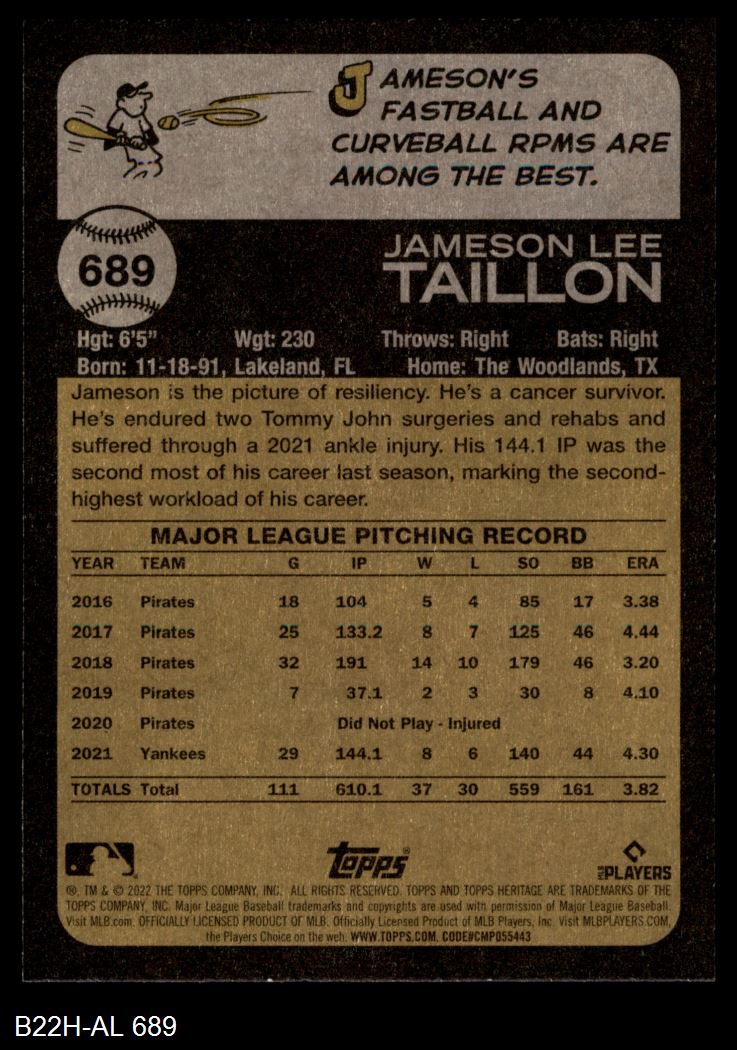 JAMESON'S
FASTBALL AND
CURVEBALL RPMS ARE
AMONG THE BEST.
689
JAMESON LEE
TAILLON
Hgt: 6'5" Wgt: 230 Throws: Right Bats: Right
Born: 11-18-91, Lakeland, FL Home: The Woodlands, TX
Jameson is the picture of resiliency. He's a cancer survivor.
He's endured two Tommy John surgeries and rehabs and
suffered through a 2021 ankle injury. His 144.1 IP was the
second most of his career last season, marking the second-
highest workload of his career.
MAJOR LEAGUE PITCHING RECORD
YEAR TEAM G IP W L SO BB ERA
2016 Pirates 18 104 5 4 85 17 3.38
2017 Pirates 25 133.2 8 7 125 46 4.44
2018 Pirates 32 191 14 10 179 46 3.20
2019 Pirates 7 37.1 2 3 30 8 4.10
2020 Pirates Did Not Play - Injured
2021 Yankees 29 144.1 8 6 140 44 4.30
TOTALS Total 111 610.1 37 30 559 161 3.82
Topps® PLAYERS
®, TM & © 2022 THE TOPPS COMPANY, INC. ALL RIGHTS RESERVED. TOPPS AND TOPPS HERITAGE ARE TRADEMARKS OF THE
TOPPS COMPANY, INC. Major League Baseball trademarks and copyrights are used with permission of Major League Baseball.
Visit MLB.com. OFFICIALLY LICENSED PRODUCT OF MLB. Officially Licensed Product of MLB Players, Inc. Visit MLBPLAYERS.COM,
the Players Choice on the web. WWW.TOPPS.COM. CODE#CMP055443
B22H-AL 689